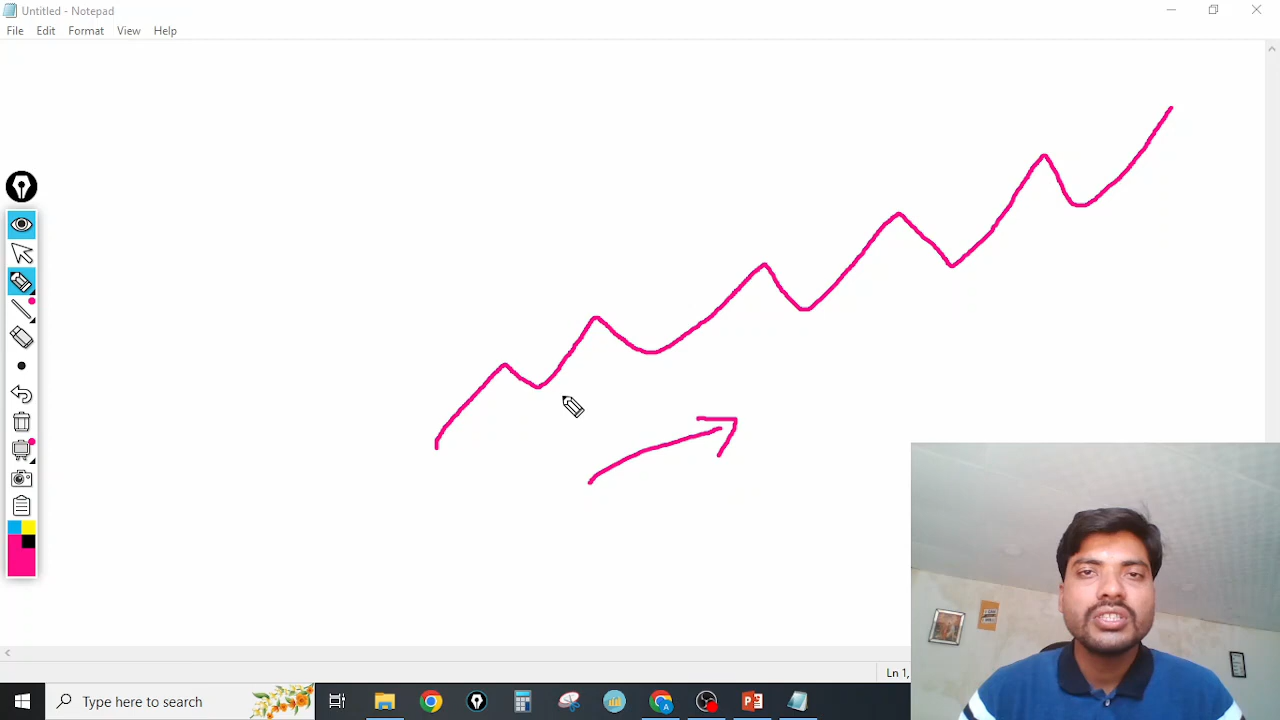 Untitled - Notepad
File Edit Format View Help
Ln 1,
Type here to search